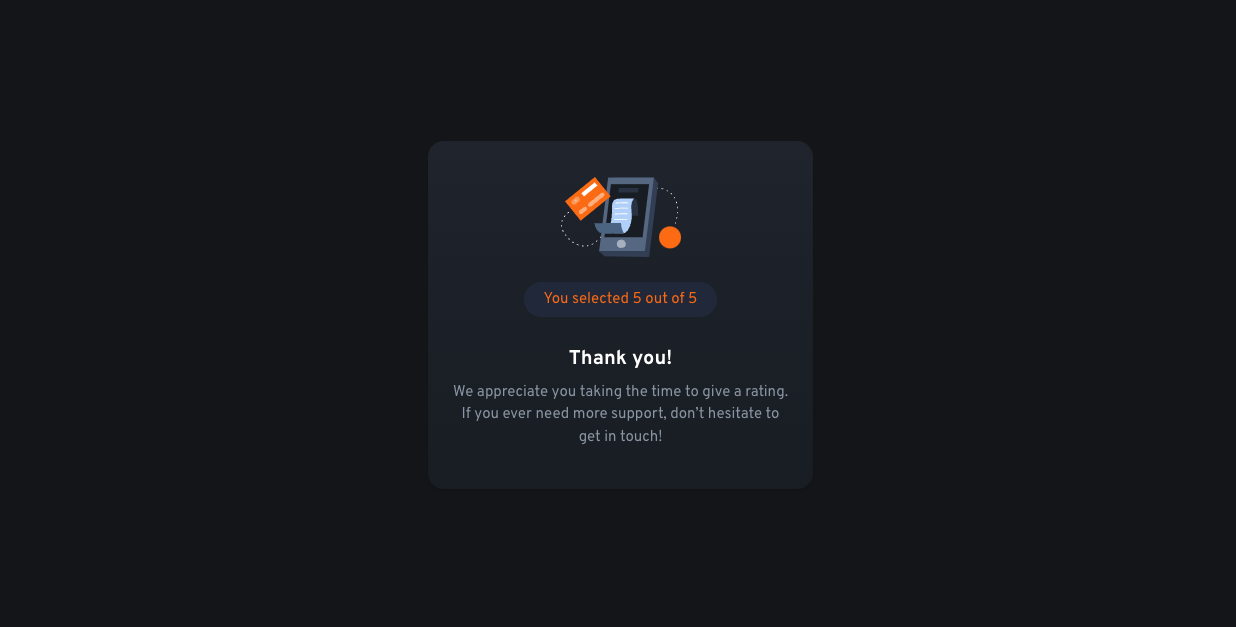 You selected 5 out of 5
Thank you!
We appreciate you taking the time to give a rating.
If you ever need more support, don’t hesitate to
get in touch!